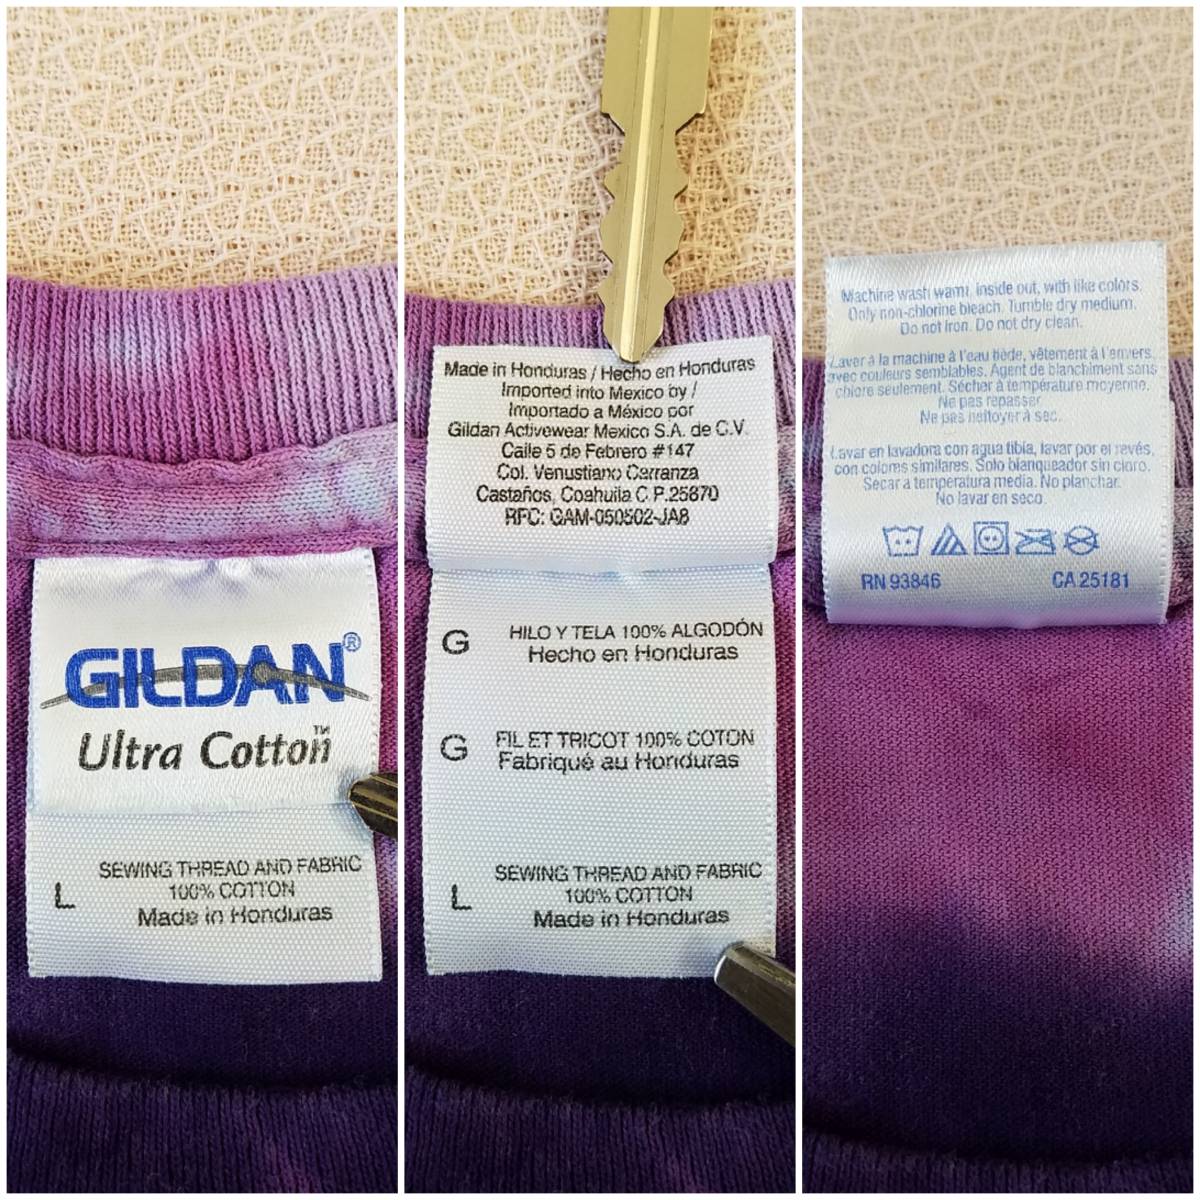 GILDAN®
Ultra Cotton™
L
SEWING THREAD AND FABRIC
100% COTTON
Made in Honduras
Made in Honduras / Hecho en Honduras
Imported into Mexico by /
Importado a México por
Gildan Activewear Mexico S.A. de C.V.
Calle 5 de Febrero #147
Col. Venustiano Carranza
Castaños, Coahuila C P.25870
RFC: GAM-050502-JA8
G
HILO Y TELA 100% ALGODÓN
Hecho en Honduras
G
FIL ET TRICOT 100% COTON
Fabriqué au Honduras
L
SEWING THREAD AND FABRIC
100% COTTON
Made in Honduras
Machine wash warm, inside out, with like colors.
Only non-chlorine bleach. Tumble dry medium.
Do not iron. Do not dry clean.
Laver à la machine à l'eau tiède, vêtement à l'envers,
avec couleurs semblables. Agent de blanchiment sans
chlore seulement. Sécher à température moyenne.
Ne pas repasser.
Ne pas nettoyer à sec.
Lavar en lavadora con agua tibia, lavar por el revés,
con colores similares. Solo blanqueador sin cloro.
Secar a temperatura media. No planchar.
No lavar en seco.
RN 93846
CA 25181